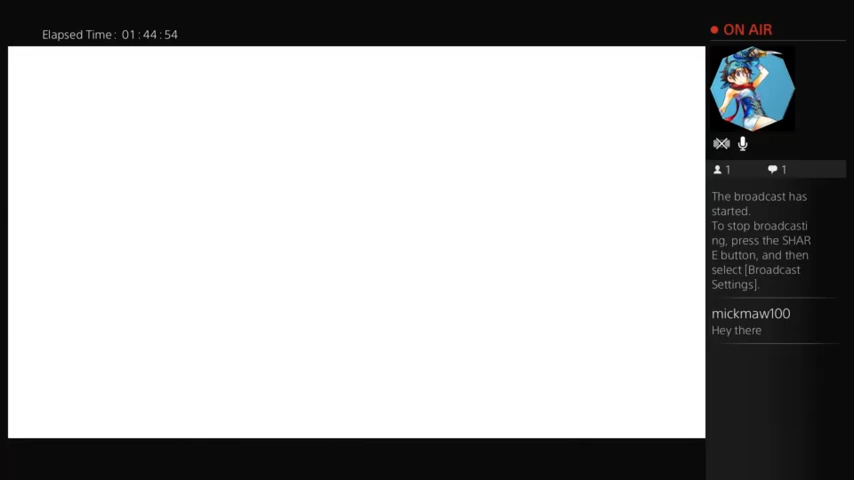 Elapsed Time: 01:44:54
ON AIR
1 1
The broadcast has
started.
To stop broadcasti
ng, press the SHAR
E button, and then
select [Broadcast
Settings].
mickmaw100
Hey there